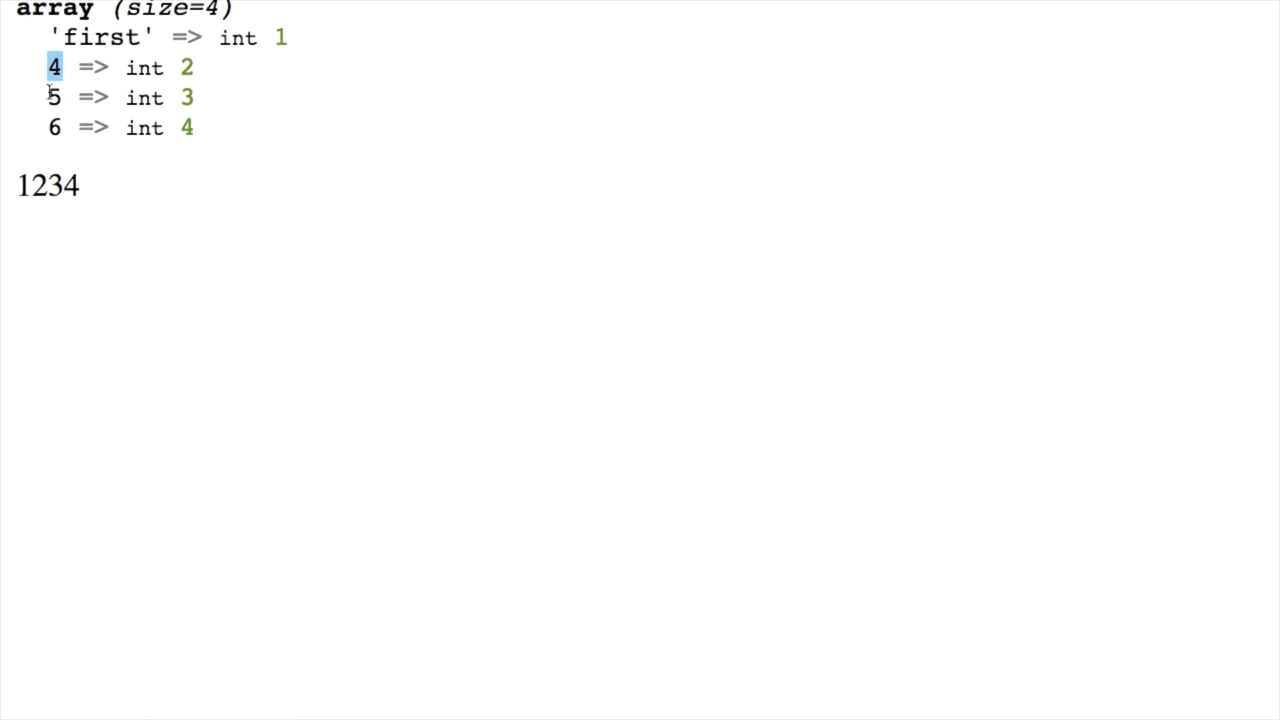 array (size=4)
'first' => int 1
4 => int 2
5 => int 3
6 => int 4
1234